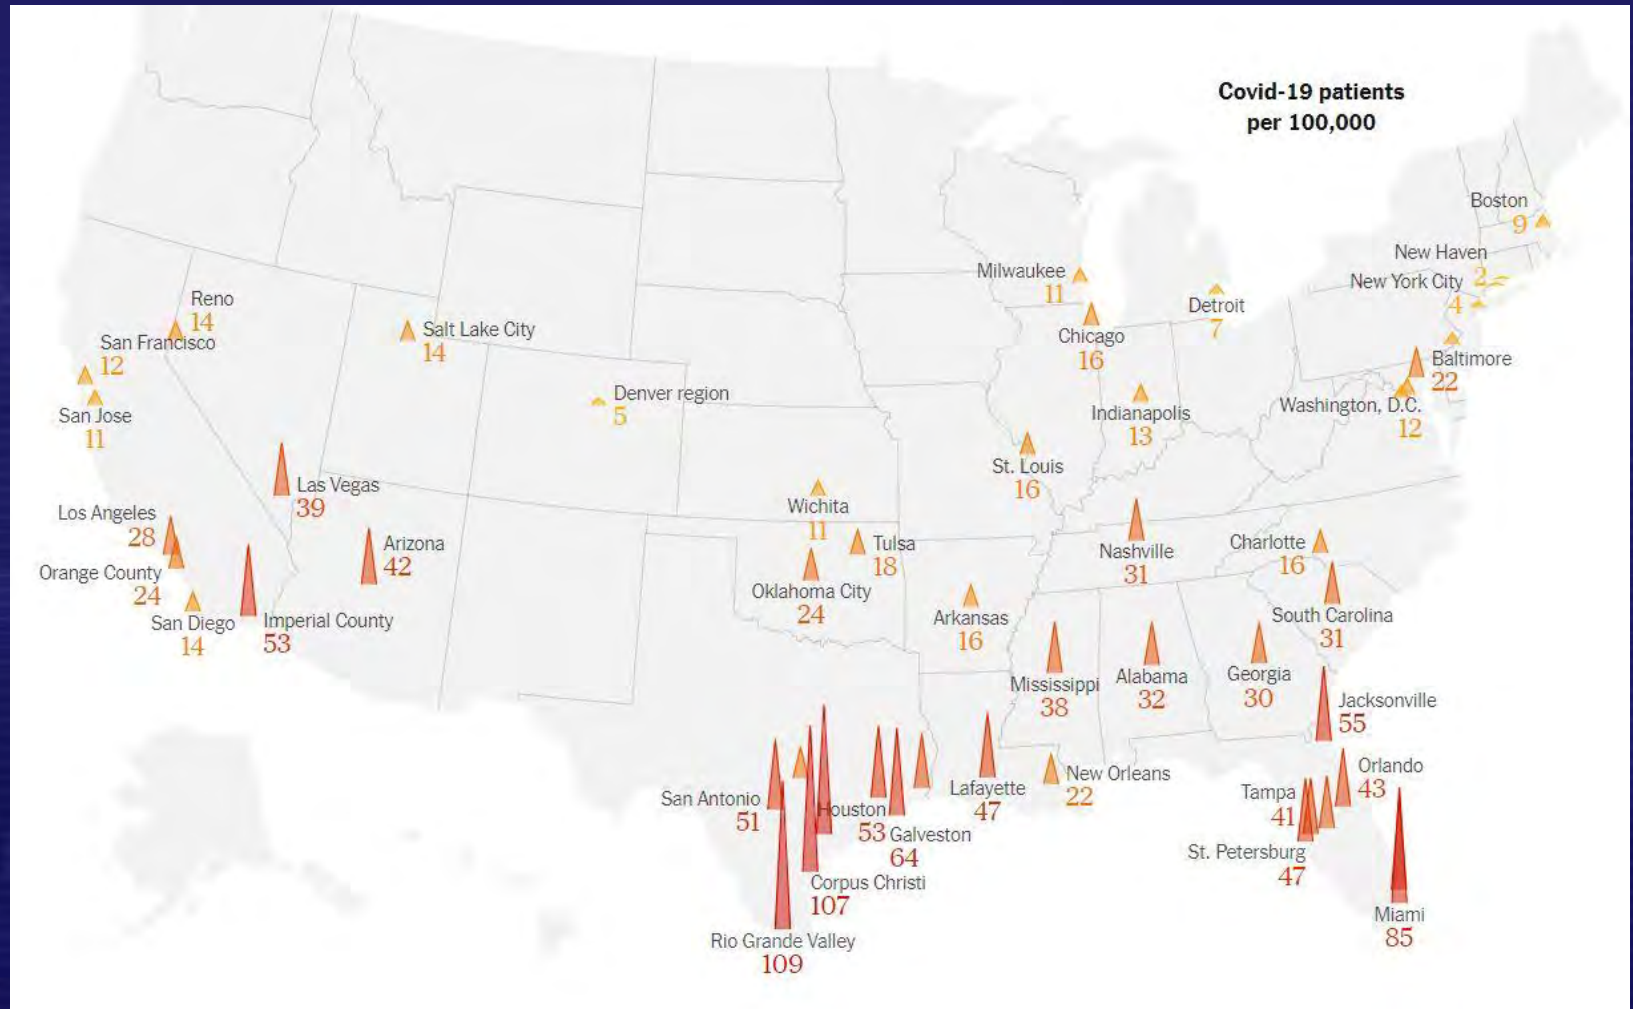 Covid-19 patients
per 100,000
Boston
9
New Haven
2
New York City
4
Milwaukee
11
Detroit
7
Chicago
16
Reno
14
San Francisco
12
Salt Lake City
14
Baltimore
22
Denver region
5
San Jose
11
Indianapolis
13
Washington, D.C.
12
St. Louis
16
Las Vegas
39
Wichita
11
Los Angeles
28
Arizona
42
Tulsa
18
Nashville
31
Charlotte
16
Orange County
24
Oklahoma City
24
San Diego
14
Imperial County
53
Arkansas
16
South Carolina
31
Mississippi
38
Alabama
32
Georgia
30
Jacksonville
55
Orlando
43
New Orleans
22
Lafayette
47
Tampa
41
San Antonio
51
Houston
53
Galveston
64
St. Petersburg
47
Corpus Christi
107
Miami
85
Rio Grande Valley
109